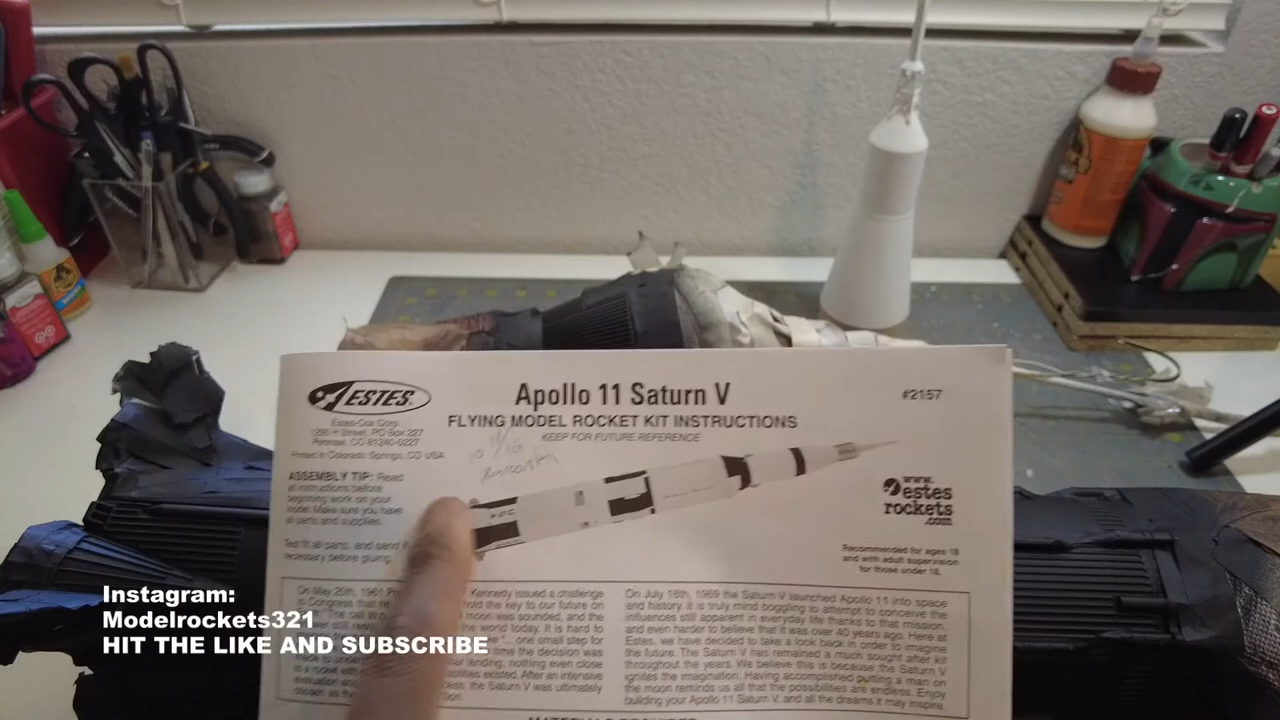 ESTES
Estes-Cox Corp.
1295 H Street, PO Box 227
Penrose, CO 81240-0227
Printed in Colorado Springs, CO USA
Apollo 11 Saturn V
FLYING MODEL ROCKET KIT INSTRUCTIONS
KEEP FOR FUTURE REFERENCE
#2157
ASSEMBLY TIP: Read
all instructions before
beginning work on your
model. Make sure you have
all parts and supplies.
Test fit all parts, and sand
necessary before gluing.
www.
estes
rockets
.com
Recommended for ages 18
and with adult supervision
for those under 18.
On May 25th, 1961 Kennedy issued a challenge
to Congress that the key to our future on
moon was sounded, and the
the world today. It is hard to
one small step for
time the decision was
landing, nothing even close
existed. After an intensive
the Saturn V was ultimately
chosen as the
On July 16th, 1969 the Saturn V launched Apollo 11 into space
and history. It is truly mind boggling to attempt to conceive the
influences still apparent in everyday life thanks to that mission,
and even harder to believe that it was over 40 years ago. Here at
Estes, we have decided to take a look back in order to imagine
the future. The Saturn V has remained a much sought after kit
throughout the years. We believe this is because the Saturn V
ignites the imagination. Having accomplished putting a man on
the moon reminds us all that the possibilities are endless. Enjoy
building your Apollo 11 Saturn V, and all the dreams it may inspire.
Instagram:
Modelrockets321
HIT THE LIKE AND SUBSCRIBE